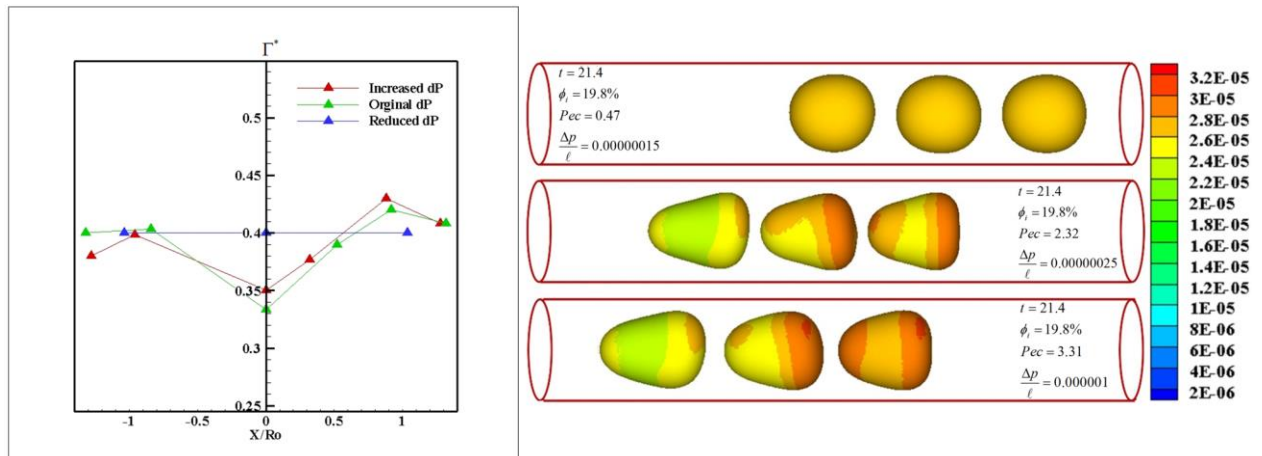 Γ*
Increased dP
Orginal dP
Reduced dP
0.5
0.45
0.4
0.35
0.3
0.25
-1
-0.5
0
0.5
1
X/Ro
t = 21.4
ϕi = 19.8%
Pec = 0.47
Δp/ℓ = 0.00000015
t = 21.4
ϕi = 19.8%
Pec = 2.32
Δp/ℓ = 0.00000025
t = 21.4
ϕi = 19.8%
Pec = 3.31
Δp/ℓ = 0.000001
3.2E-05
3E-05
2.8E-05
2.6E-05
2.4E-05
2.2E-05
2E-05
1.8E-05
1.6E-05
1.4E-05
1.2E-05
1E-05
8E-06
6E-06
4E-06
2E-06